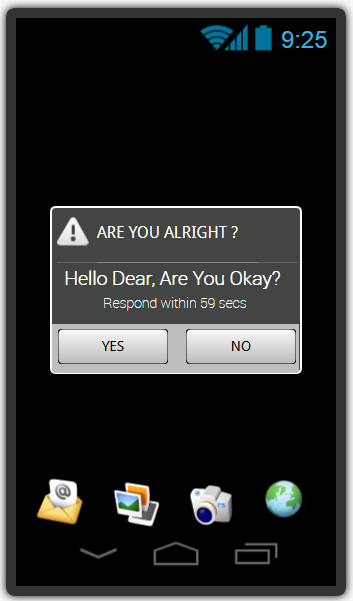 9:25
ARE YOU ALRIGHT ?
Hello Dear, Are You Okay?
Respond within 59 secs
YES NO
@